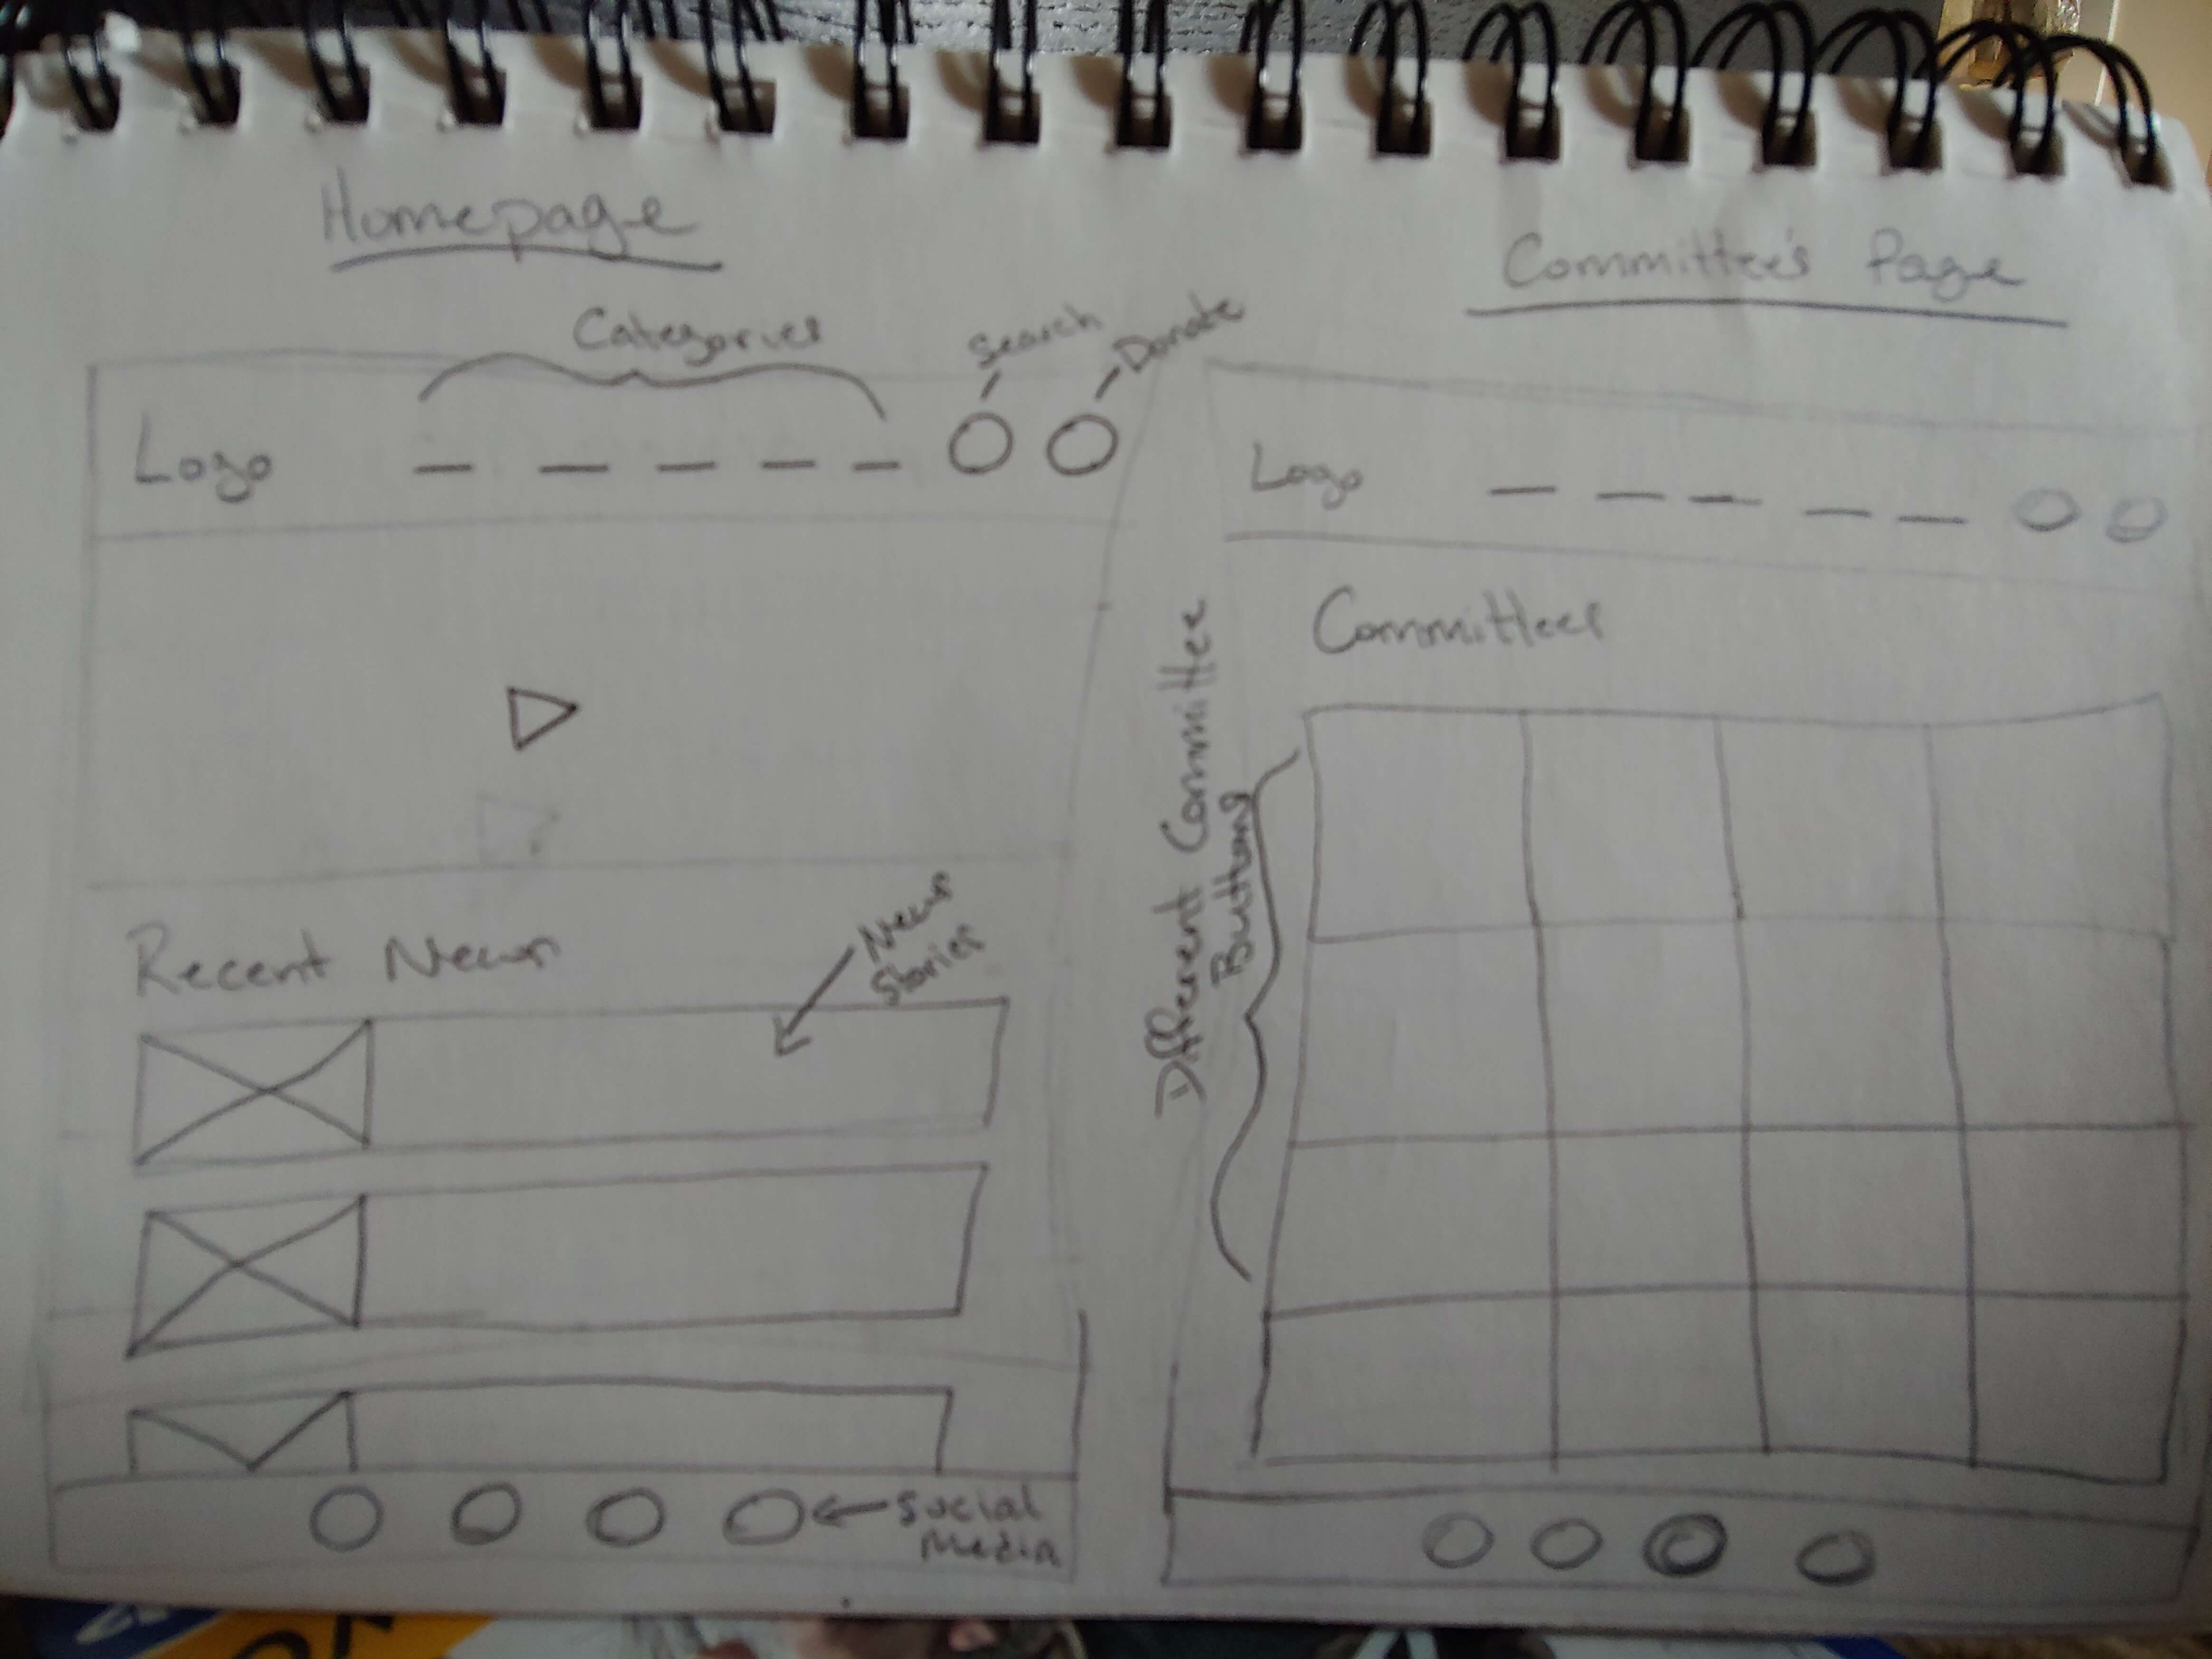 Homepage
Categories
Search
Donate
Logo
Recent News
News
Stories
Social
Media
Committee's Page
Logo
Committees
Different Committee
Buttons